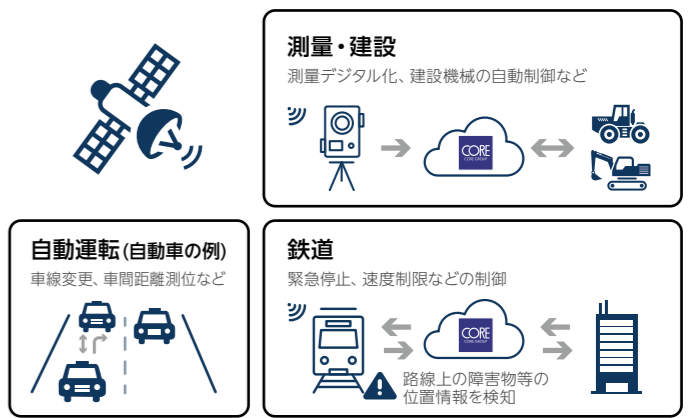 測量・建設
測量デジタル化、建設機械の自動制御など
CORE
CORE GROUP
自動運転(自動車の例)
車線変更、車間距離測位など
鉄道
緊急停止、速度制限などの制御
CORE
CORE GROUP
路線上の障害物等の
位置情報を検知